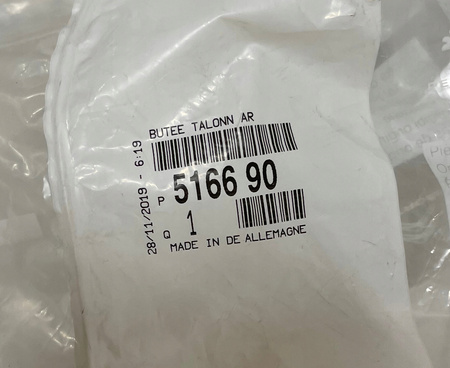 BUTEE TALONN AR
P 5166 90
Q 1
MADE IN DE ALLEMAGNE
28/11/2019 - 6:19